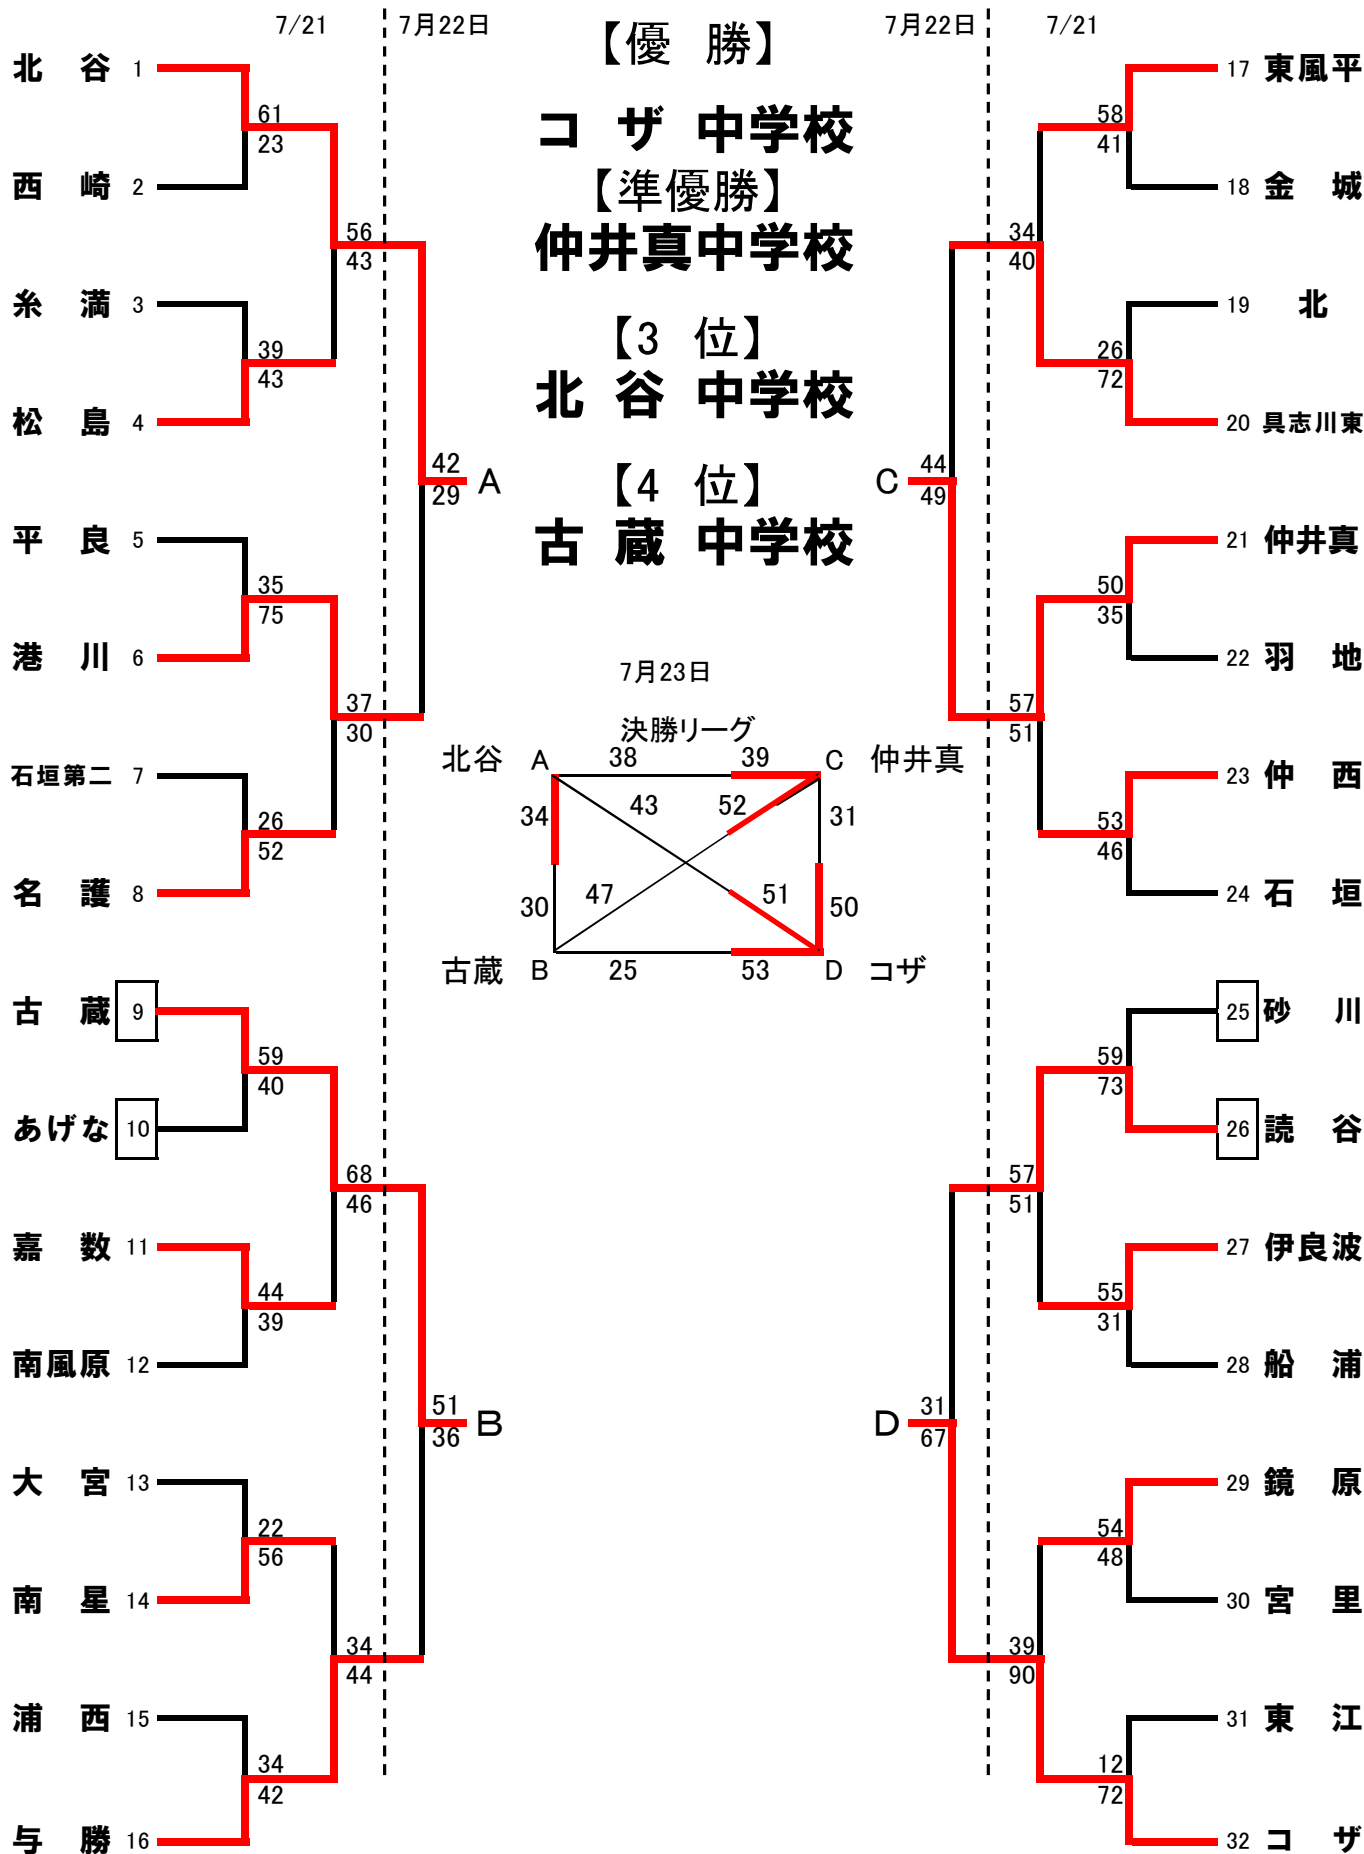 7/21
7月22日
【優 勝】
コ ザ 中学校
【準優勝】
仲井真中学校
【3 位】
北 谷 中学校
【4 位】
古 蔵 中学校
7月22日
7/21
北 谷 1
61
23
西 崎 2
56
43
糸 満 3
39
43
松 島 4
42
29
A
平 良 5
35
75
港 川 6
37
30
石垣第二 7
26
52
名 護 8
古 蔵 9
59
40
あげな 10
68
46
嘉 数 11
44
39
南風原 12
51
36
B
大 宮 13
22
56
南 星 14
34
44
浦 西 15
34
42
与 勝 16
7月23日
決勝リーグ
北谷 A 38 39 C 仲井真
34 43 52 31
30 47 51 50
古蔵 B 25 53 D コザ
17 東風平
58
41
18 金 城
34
40
19 北
26
72
20 具志川東
C
44
49
21 仲井真
50
35
22 羽 地
57
51
23 仲 西
53
46
24 石 垣
25 砂 川
59
73
26 読 谷
57
51
27 伊良波
55
31
28 船 浦
D
31
67
29 鏡 原
54
48
30 宮 里
39
90
31 東 江
12
72
32 コ ザ